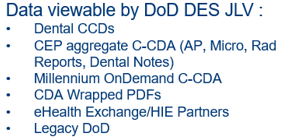 Data viewable by DoD DES JLV :
• Dental CCDs
• CEP aggregate C-CDA (AP, Micro, Rad
Reports, Dental Notes)
• Millennium OnDemand C-CDA
• CDA Wrapped PDFs
• eHealth Exchange/HIE Partners
• Legacy DoD